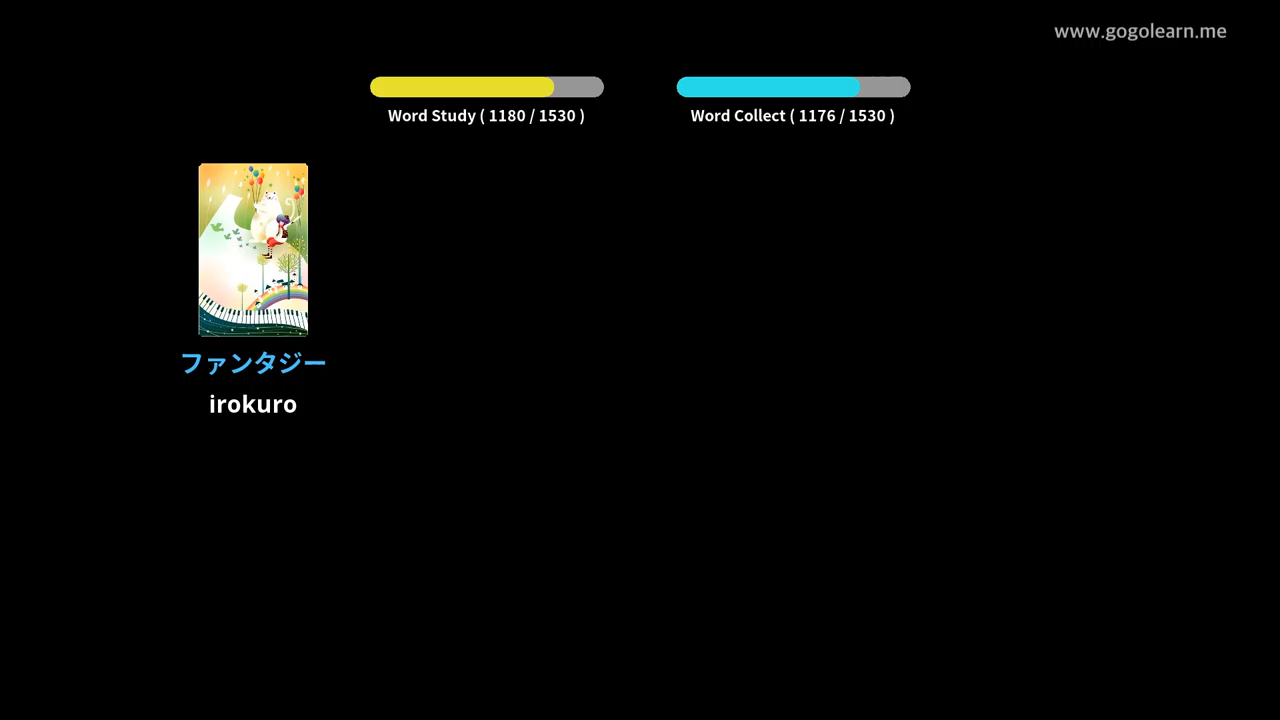 www.gogolearn.me
Word Study ( 1180 / 1530 )
Word Collect ( 1176 / 1530 )
ファンタジー
irokuro